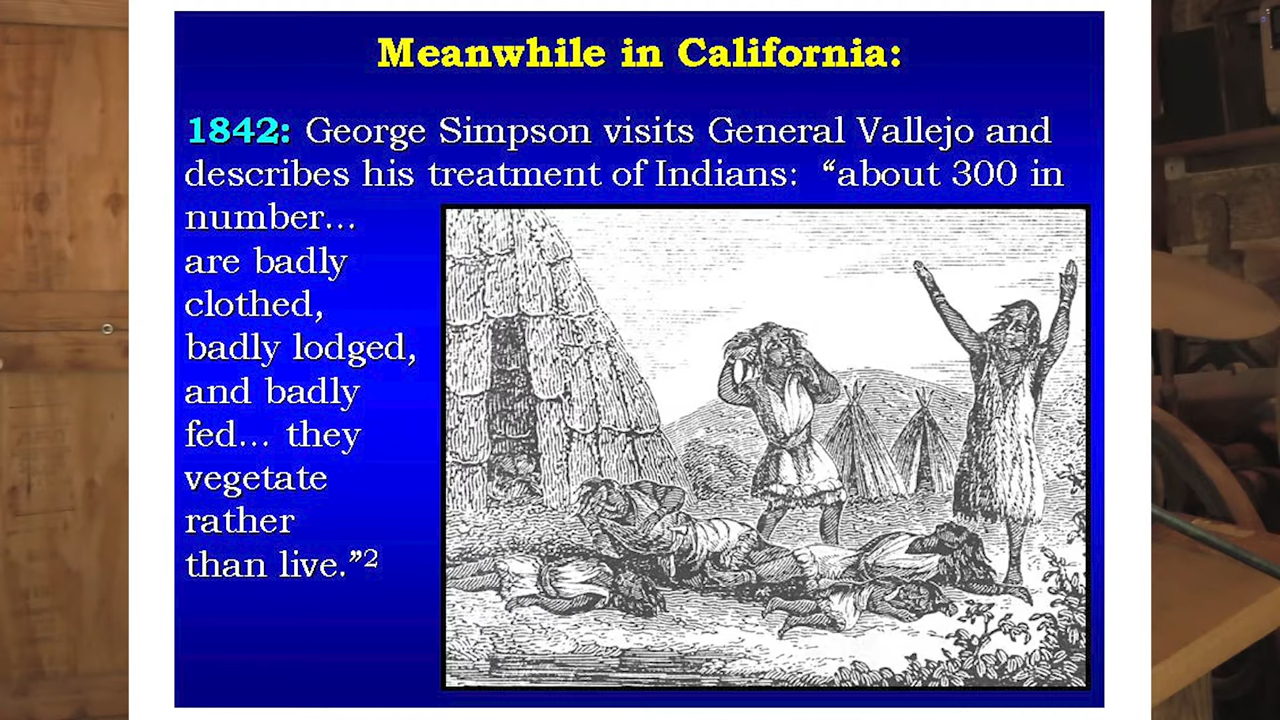 Meanwhile in California:
1842: George Simpson visits General Vallejo and
describes his treatment of Indians: “about 300 in
number...
are badly
clothed,
badly lodged,
and badly
fed... they
vegetate
rather
than live.”2